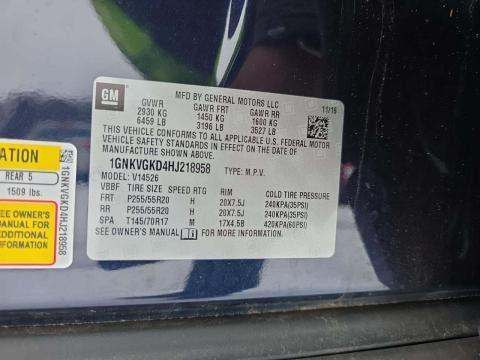 GM
MFD BY GENERAL MOTORS LLC
11/16
GVWR GAWR FRT GAWR RR
2930 KG 1450 KG 1600 KG
6459 LB 3196 LB 3527 LB
THIS VEHICLE CONFORMS TO ALL APPLICABLE U.S. FEDERAL MOTOR
VEHICLE SAFETY STANDARDS IN EFFECT ON THE DATE OF
MANUFACTURE SHOWN ABOVE.
1GNKVGKD4HJ218958 TYPE: M.P.V.
MODEL: V14526
VBBF TIRE SIZE SPEED RTG RIM COLD TIRE PRESSURE
FRT P255/55R20 H 20X7.5J 240KPA(35PSI)
RR P255/55R20 H 20X7.5J 240KPA(35PSI)
SPA T145/70R17 M 17X4.5B 420KPA(60PSI)
SEE OWNER'S MANUAL FOR MORE INFORMATION.
ATION
REAR 5
1509 lbs.
SEE OWNER'S
MANUAL FOR
ADDITIONAL
FORMATION
1GNKVGKD4HJ218958